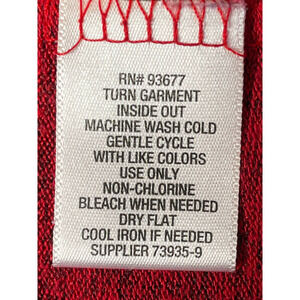 RN# 93677
TURN GARMENT
INSIDE OUT
MACHINE WASH COLD
GENTLE CYCLE
WITH LIKE COLORS
USE ONLY
NON-CHLORINE
BLEACH WHEN NEEDED
DRY FLAT
COOL IRON IF NEEDED
SUPPLIER 73935-9